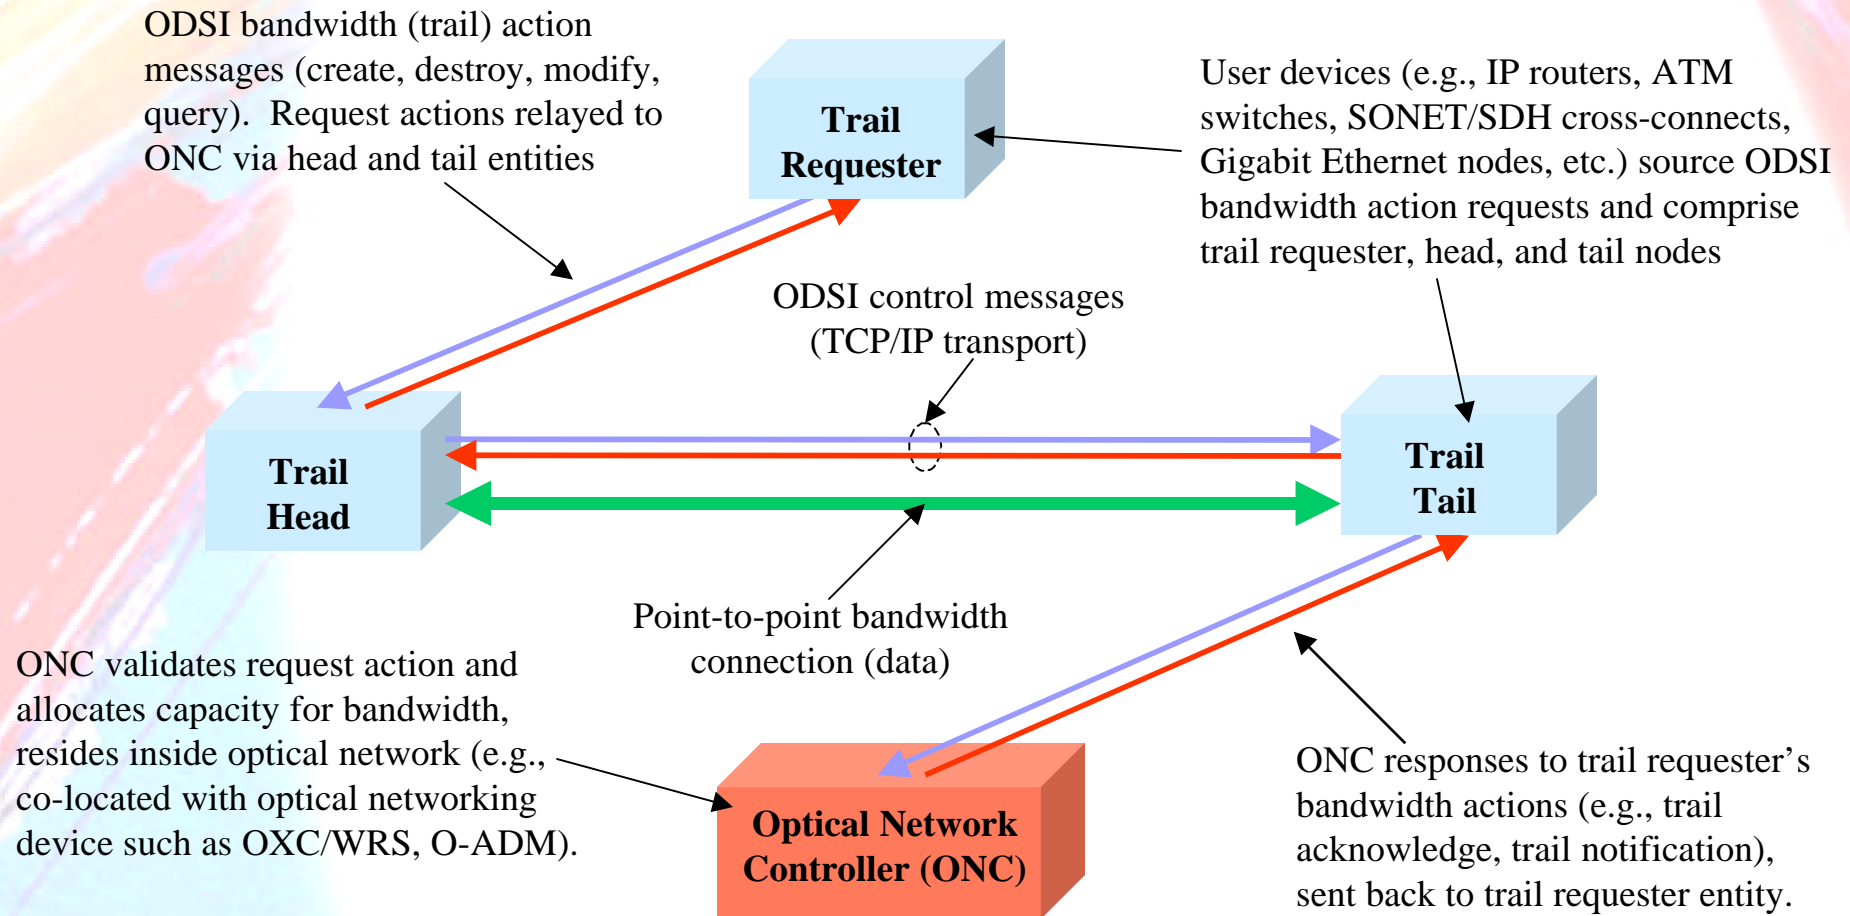 ODSI bandwidth (trail) action
messages (create, destroy, modify,
query).  Request actions relayed to
ONC via head and tail entities
Trail
Requester
User devices (e.g., IP routers, ATM
switches, SONET/SDH cross-connects,
Gigabit Ethernet nodes, etc.) source ODSI
bandwidth action requests and comprise
trail requester, head, and tail nodes
ODSI control messages
(TCP/IP transport)
Trail
Head
Trail
Tail
Point-to-point bandwidth
connection (data)
ONC validates request action and
allocates capacity for bandwidth,
resides inside optical network (e.g.,
co-located with optical networking
device such as OXC/WRS, O-ADM).
Optical Network
Controller (ONC)
ONC responses to trail requester’s
bandwidth actions (e.g., trail
acknowledge, trail notification),
sent back to trail requester entity.